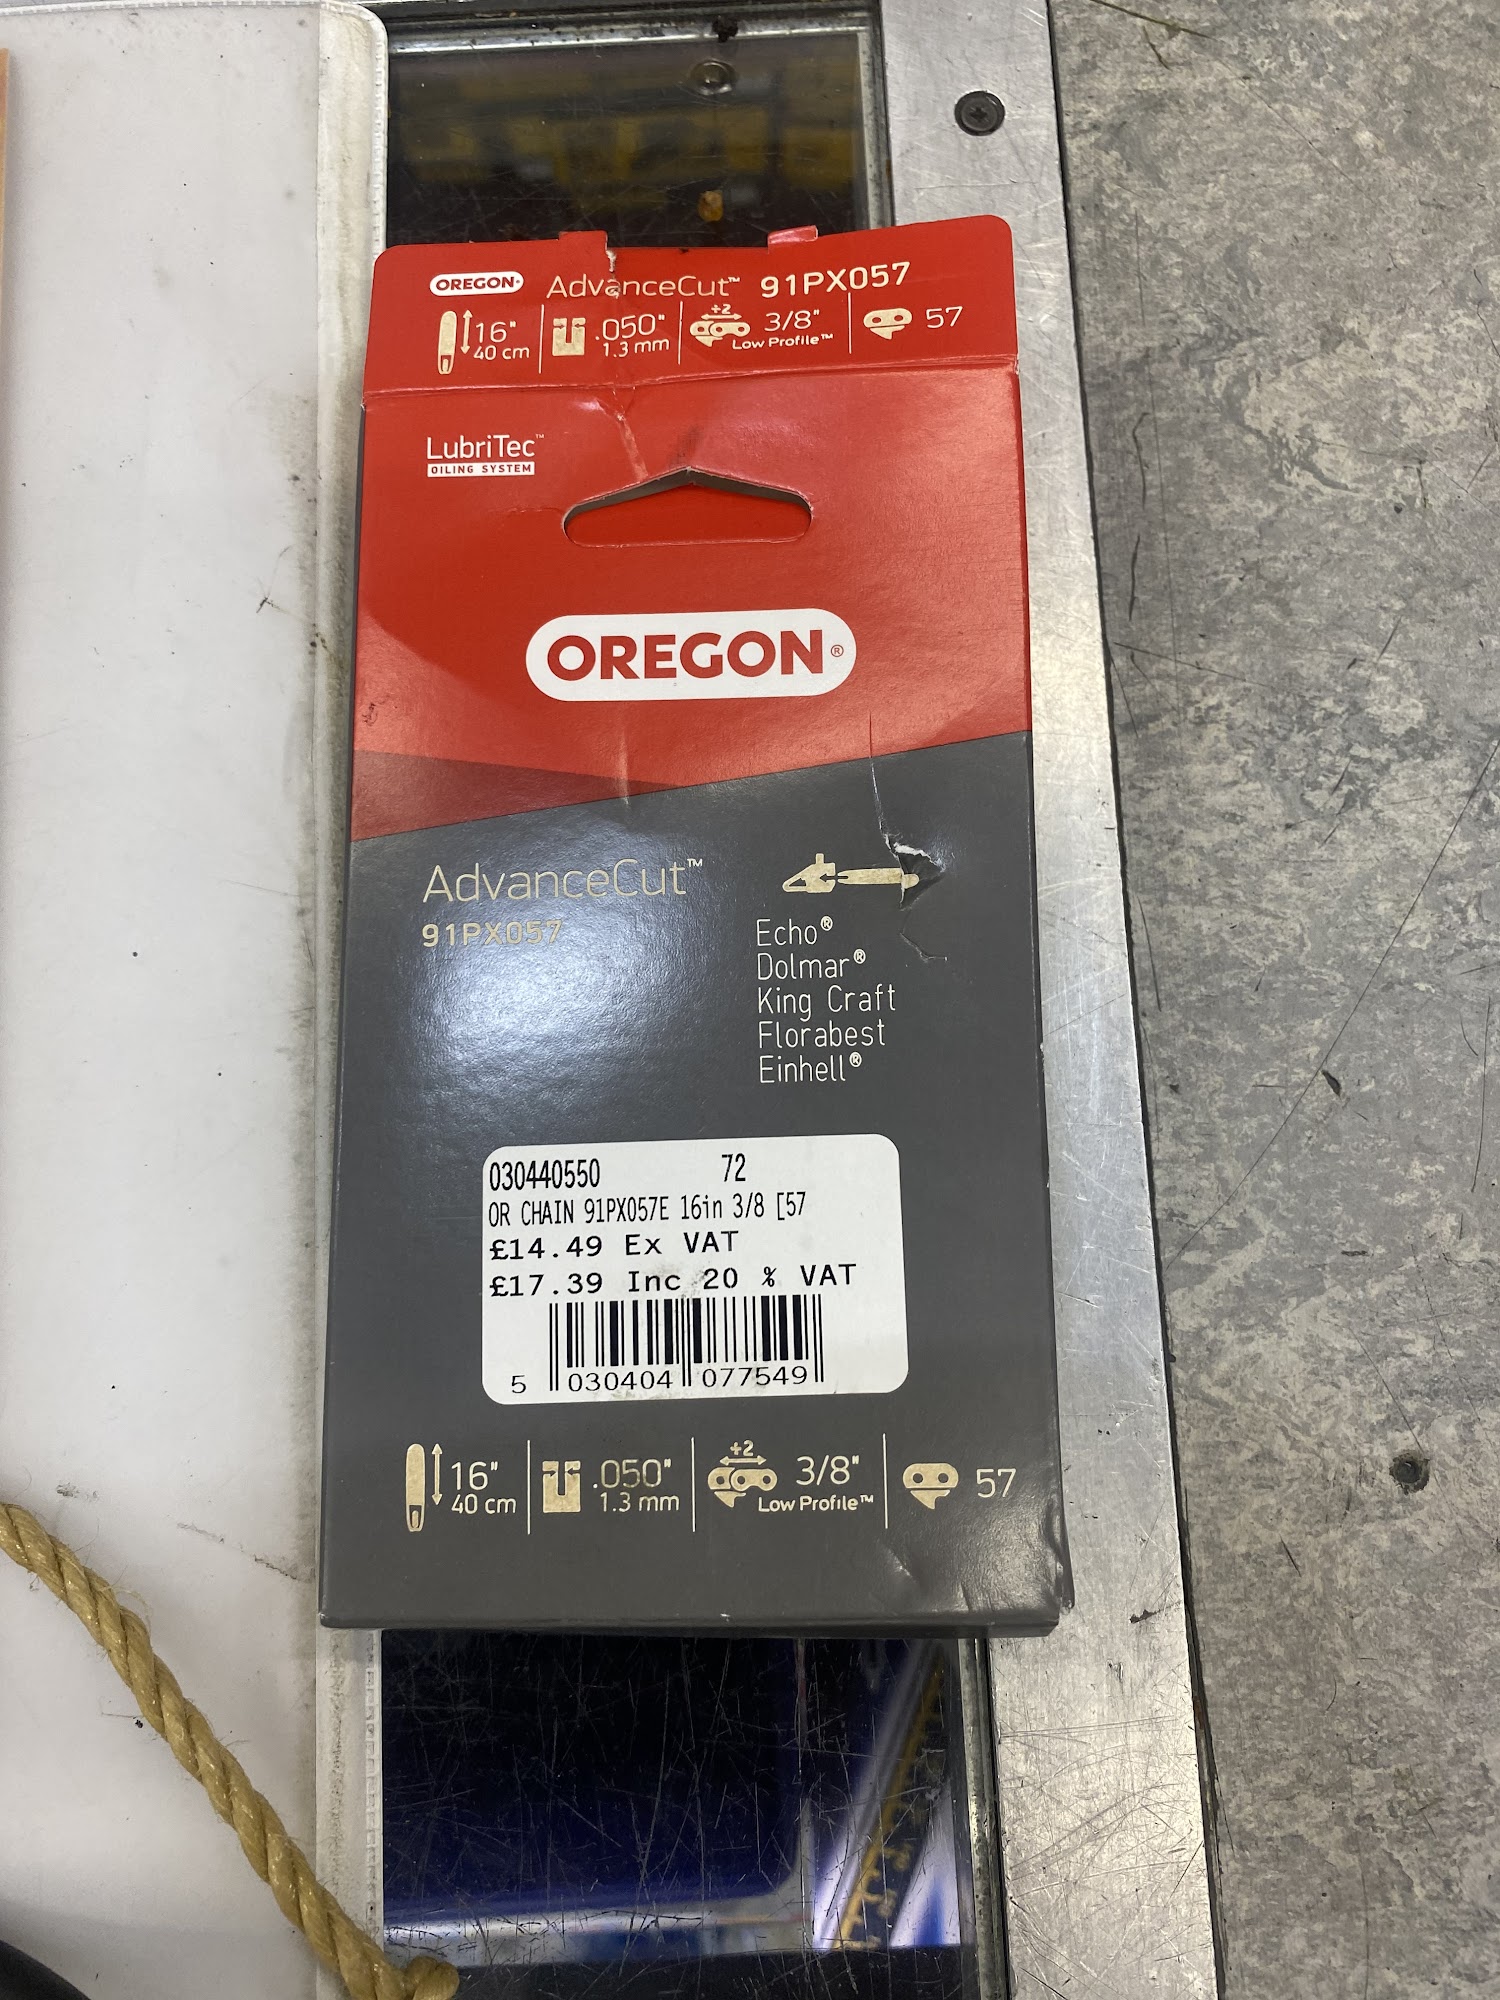 OREGON® AdvanceCut™ 91PX057
16" 40 cm .050" 1.3 mm +2 3/8" Low Profile™ 57
LubriTec™
OILING SYSTEM
OREGON®
AdvanceCut™
91PX057
Echo®
Dolmar®
King Craft
Florabest
Einhell®
030440550 72
OR CHAIN 91PX057E 16in 3/8 [57
£14.49 Ex VAT
£17.39 Inc 20 % VAT
5 030404 077549
16" 40 cm .050" 1.3 mm +2 3/8" Low Profile™ 57